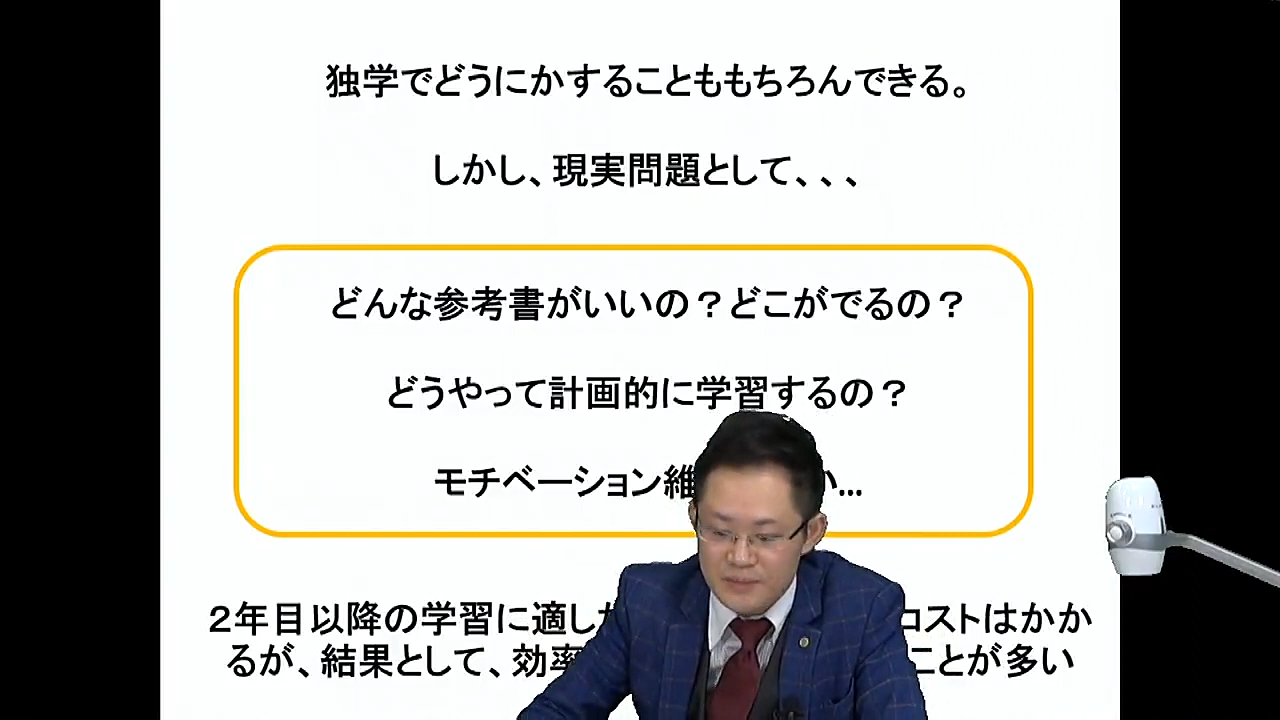 独学でどうにかすることももちろんできる。
しかし、現実問題として、、、
どんな参考書がいいの？どこがでるの？
どうやって計画的に学習するの？
モチベーション維 い...
２年目以降の学習に適し コストはかか
るが、結果として、効率 ことが多い